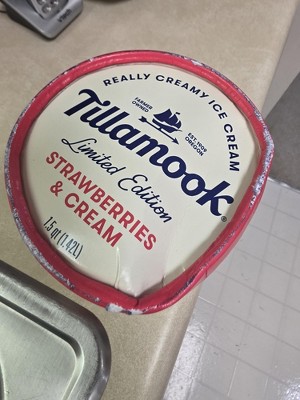 REALLY CREAMY ICE CREAM
FARMER OWNED
EST. 1909 OREGON
Tillamook®
Limited Edition
STRAWBERRIES
& CREAM
1.5 qt (1.42L)